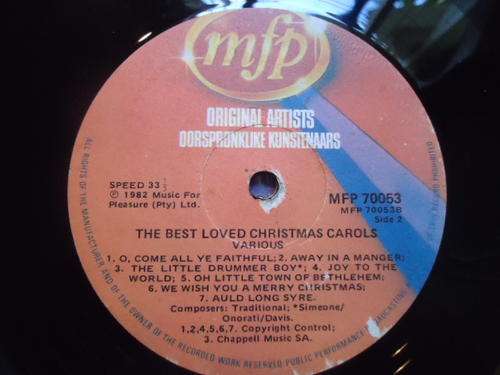 mfp
ORIGINAL ARTISTS
OORSPRONKLIKE KUNSTENAARS
SPEED 33
℗ 1982 Music For
Pleasure (Pty) Ltd.
MFP 70053
MFP 70053B
Side 2
THE BEST LOVED CHRISTMAS CAROLS
VARIOUS
1. O, COME ALL YE FAITHFUL; 2. AWAY IN A MANGER;
3. THE LITTLE DRUMMER BOY*; 4. JOY TO THE
WORLD; 5. OH LITTLE TOWN OF BETHLEHEM;
6. WE WISH YOU A MERRY CHRISTMAS;
7. AULD LONG SYRE.
Composers: Traditional; *Simeone/
Onorati/Davis.
1,2,4,5,6,7. Copyright Control;
3. Chappell Music SA.
ALL RIGHTS OF THE MANUFACTURER AND OF THE OWNER OF THE RECORDED WORK RESERVED PUBLIC PERFORMANCE PROHIBITED